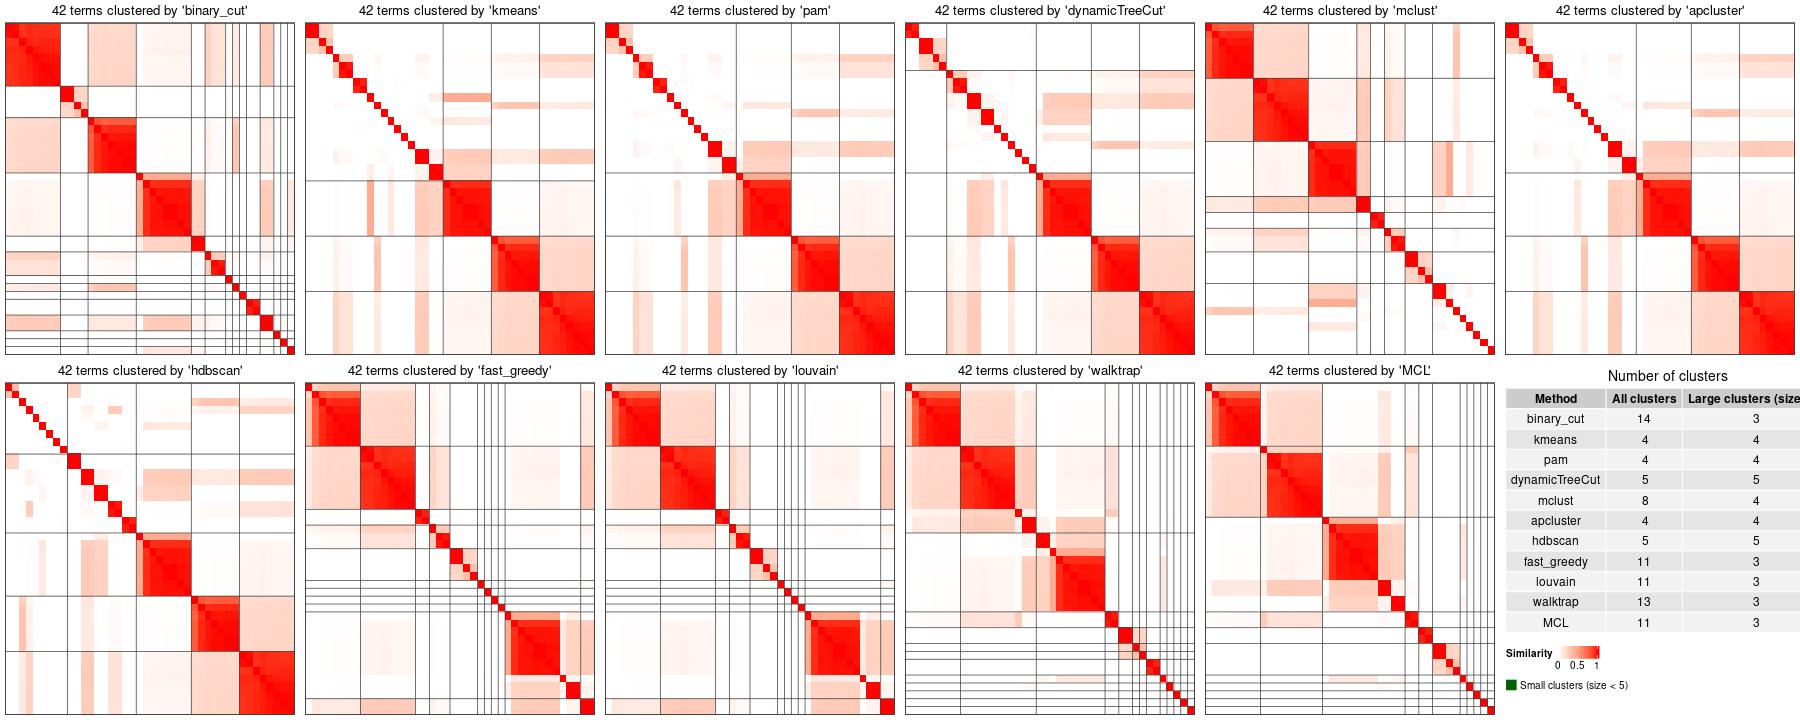 42 terms clustered by 'binary_cut'
42 terms clustered by 'kmeans'
42 terms clustered by 'pam'
42 terms clustered by 'dynamicTreeCut'
42 terms clustered by 'mclust'
42 terms clustered by 'apcluster'
42 terms clustered by 'hdbscan'
42 terms clustered by 'fast_greedy'
42 terms clustered by 'louvain'
42 terms clustered by 'walktrap'
42 terms clustered by 'MCL'
Number of clusters
Method All clusters Large clusters (size
binary_cut 14 3
kmeans 4 4
pam 4 4
dynamicTreeCut 5 5
mclust 8 4
apcluster 4 4
hdbscan 5 5
fast_greedy 11 3
louvain 11 3
walktrap 13 3
MCL 11 3
Similarity
0 0.5 1
Small clusters (size < 5)